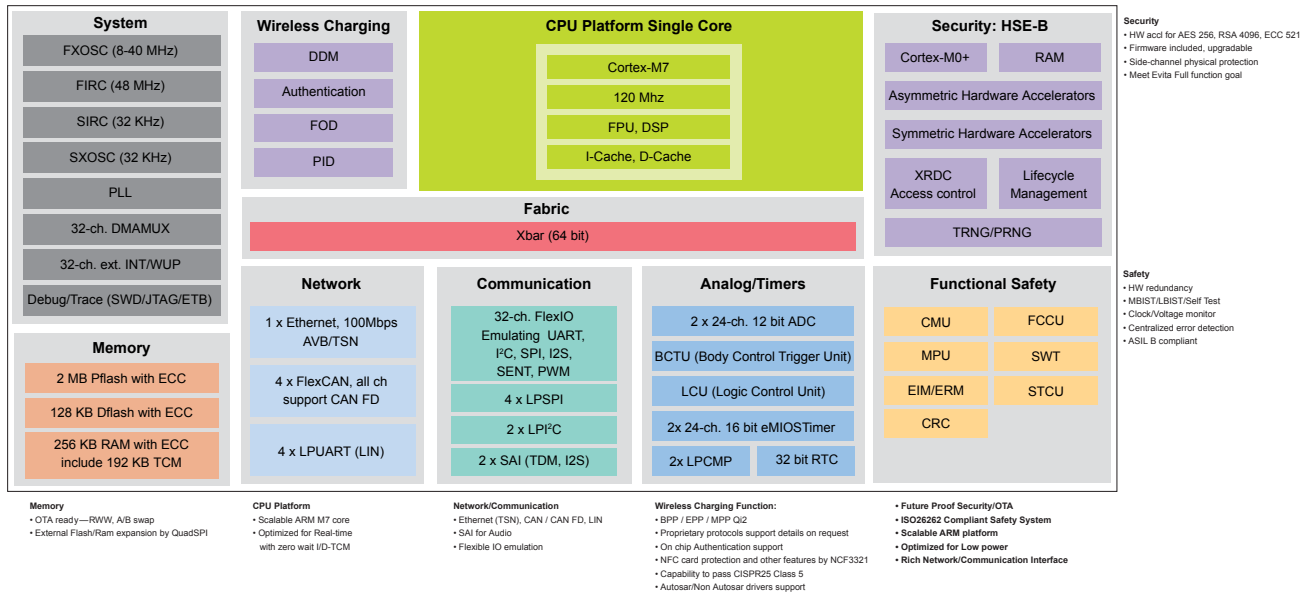 System
FXOSC (8-40 MHz)
FIRC (48 MHz)
SIRC (32 KHz)
SXOSC (32 KHz)
PLL
32-ch. DMAMUX
32-ch. ext. INT/WUP
Debug/Trace (SWD/JTAG/ETB)
Memory
2 MB Pflash with ECC
128 KB Dflash with ECC
256 KB RAM with ECC
include 192 KB TCM
Wireless Charging
DDM
Authentication
FOD
PID
CPU Platform Single Core
Cortex-M7
120 Mhz
FPU, DSP
I-Cache, D-Cache
Fabric
Xbar (64 bit)
Network
1 x Ethernet, 100Mbps
AVB/TSN
4 x FlexCAN, all ch
support CAN FD
4 x LPUART (LIN)
Communication
32-ch. FlexIO
Emulating UART,
I²C, SPI, I2S,
SENT, PWM
4 x LPSPI
2 x LPI²C
2 x SAI (TDM, I2S)
Analog/Timers
2 x 24-ch. 12 bit ADC
BCTU (Body Control Trigger Unit)
LCU (Logic Control Unit)
2x 24-ch. 16 bit eMIOSTimer
2x LPCMP
32 bit RTC
Security: HSE-B
Cortex-M0+
RAM
Asymmetric Hardware Accelerators
Symmetric Hardware Accelerators
XRDC
Access control
Lifecycle
Management
TRNG/PRNG
Functional Safety
CMU
FCCU
MPU
SWT
EIM/ERM
STCU
CRC
Security
• HW accl for AES 256, RSA 4096, ECC 521
• Firmware included, upgradable
• Side-channel physical protection
• Meet Evita Full function goal
Safety
• HW redundancy
• MBIST/LBIST/Self Test
• Clock/Voltage monitor
• Centralized error detection
• ASIL B compliant
Memory
• OTA ready—RWW, A/B swap
• External Flash/Ram expansion by QuadSPI
CPU Platform
• Scalable ARM M7 core
• Optimized for Real-time
with zero wait I/D-TCM
Network/Communication
• Ethernet (TSN), CAN / CAN FD, LIN
• SAI for Audio
• Flexible IO emulation
Wireless Charging Function:
• BPP / EPP / MPP Qi2
• Proprietary protocols support details on request
• On chip Authentication support
• NFC card protection and other features by NCF3321
• Capability to pass CISPR25 Class 5
• Autosar/Non Autosar drivers support
• Future Proof Security/OTA
• ISO26262 Compliant Safety System
• Scalable ARM platform
• Optimized for Low power
• Rich Network/Communication Interface